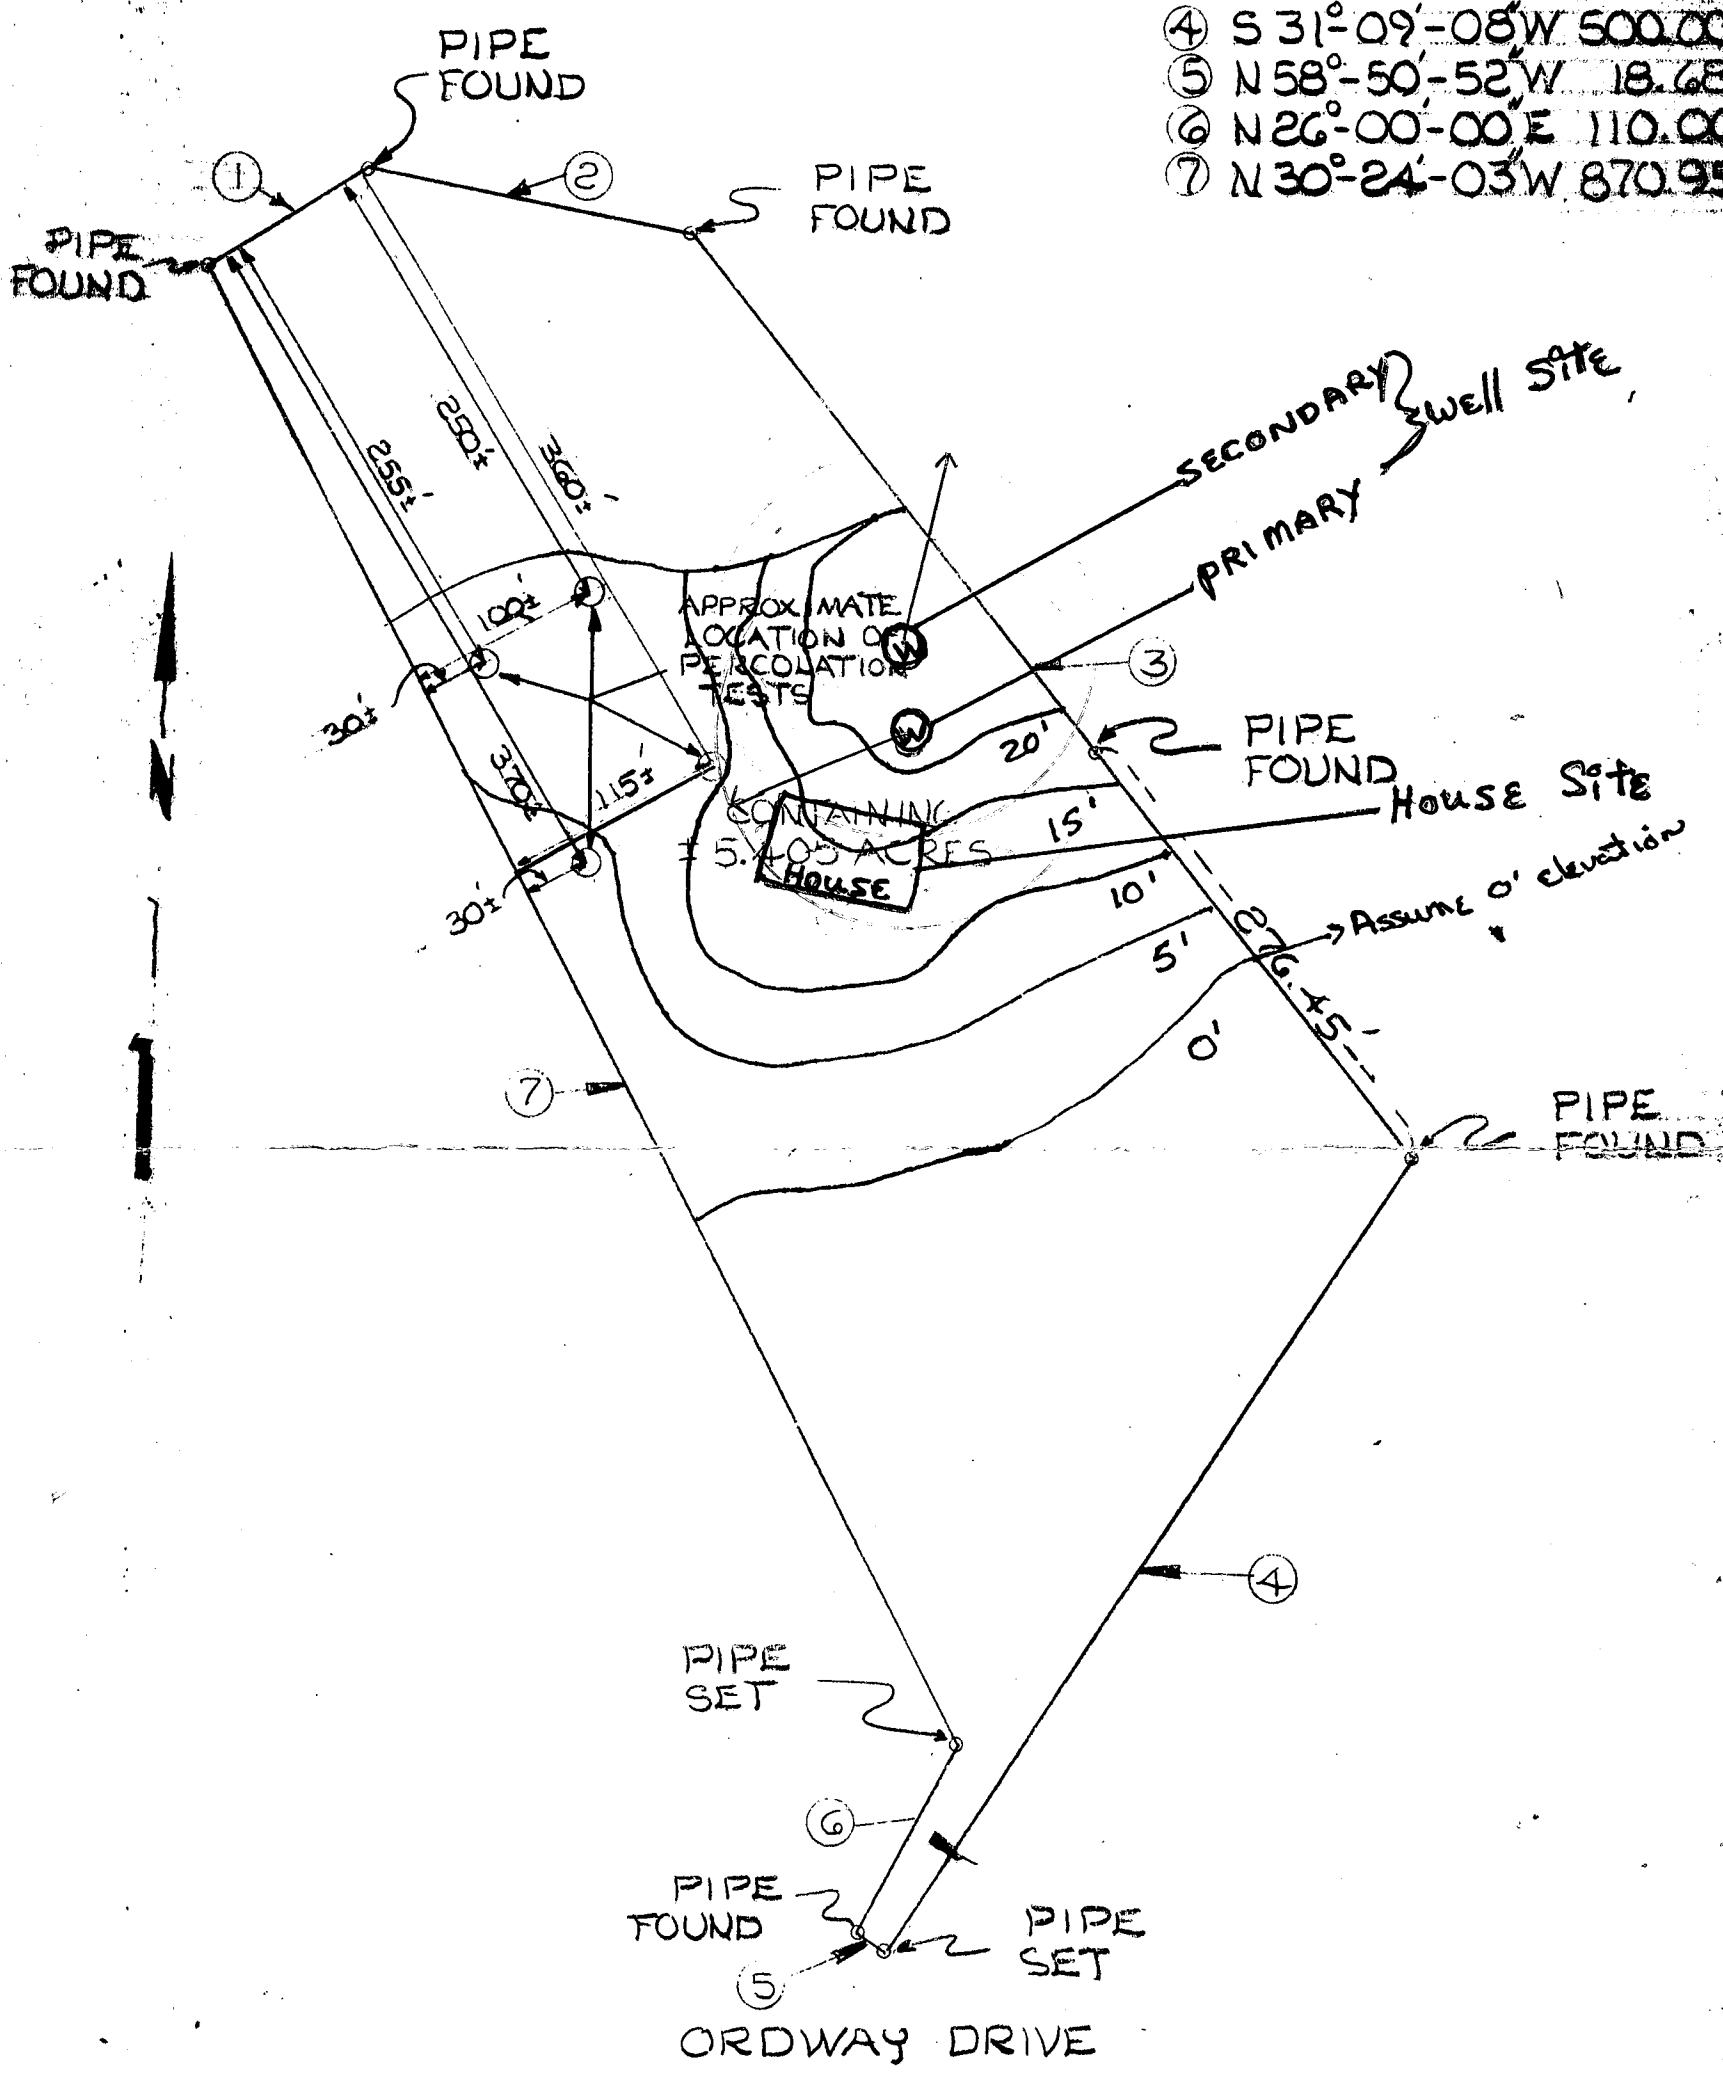 ④ S 31°-09'-08"W 500.00
⑤ N 58°-50'-52"W 18.68
⑥ N 26°-00'-00"E 110.00
⑦ N 30°-24'-03"W 870.95
PIPE
FOUND
①
②
PIPE
FOUND
PIPE
FOUND
SECONDARY
WELL SITE
PRIMARY
250'±
255'±
360'±
100'±
APPROXIMATE
LOCATION OF
PERCOLATION
TESTS
W
③
30'±
W
20'
PIPE
FOUND
370'±
115'±
HOUSE SITE
CONTAINING
± 5.405 ACRES
HOUSE
15'
10'
30'±
Assume 0' elevation
5'
276.45'
0'
N
⑦
PIPE
FOUND
④
PIPE
SET
⑥
PIPE
FOUND
PIPE
SET
⑤
ORDWAY DRIVE